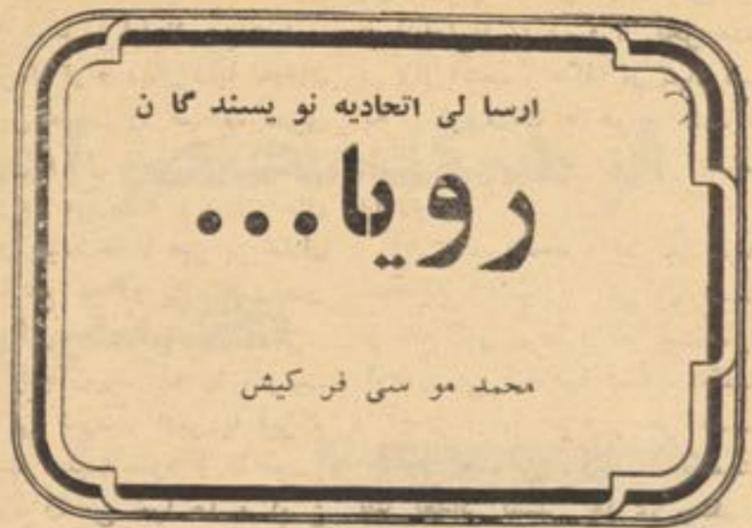 ارسا لی اتحادیه نو یسند گا ن
رویا...
محمد مو سی فر کیش